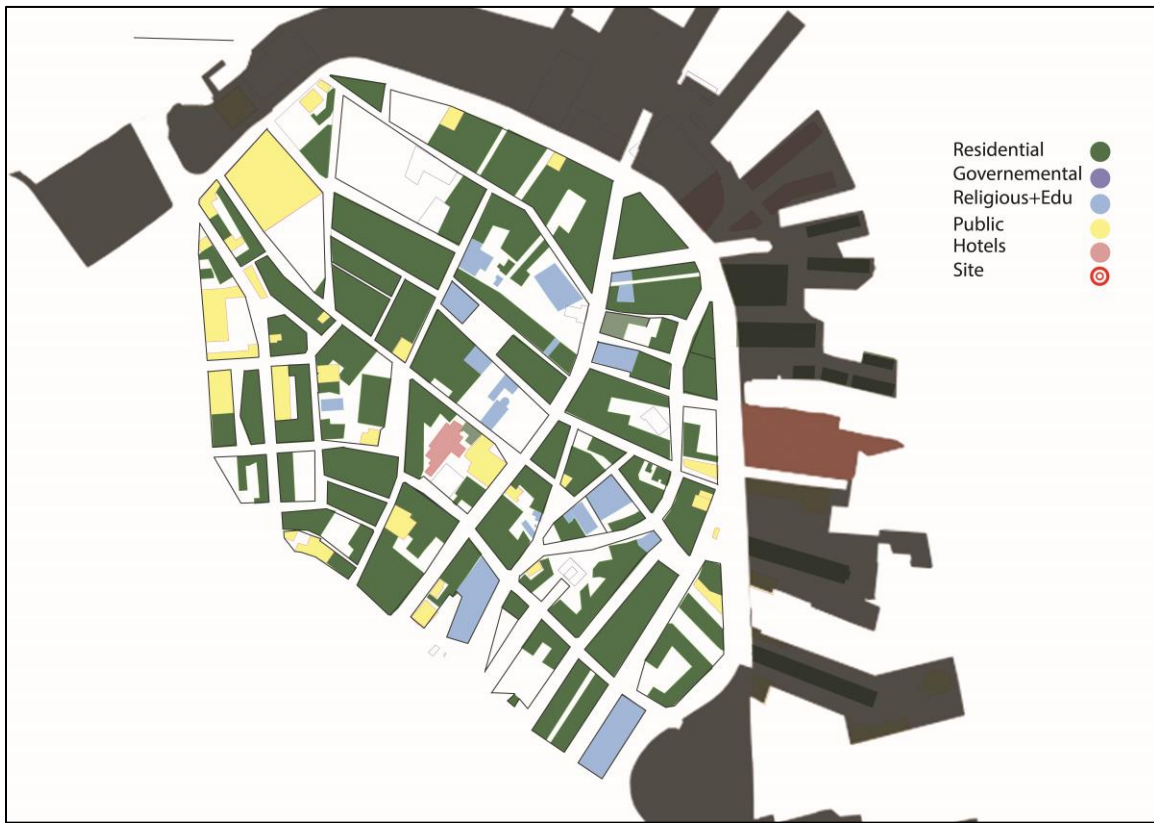 Residential
Governemental
Religious+Edu
Public
Hotels
Site